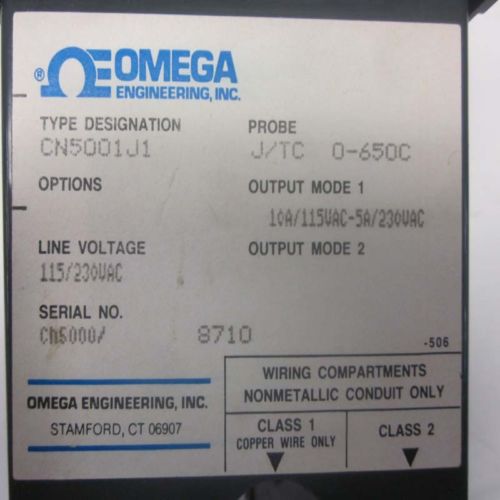 ® OMEGA
ENGINEERING, INC.
TYPE DESIGNATION
CN5001J1
PROBE
J/TC 0-650C
OPTIONS
OUTPUT MODE 1
10A/115VAC-5A/230VAC
LINE VOLTAGE
115/230VAC
OUTPUT MODE 2
SERIAL NO.
Ch5000/ 8710
-506
WIRING COMPARTMENTS
NONMETALLIC CONDUIT ONLY
OMEGA ENGINEERING, INC.
STAMFORD, CT 06907
CLASS 1
COPPER WIRE ONLY
CLASS 2